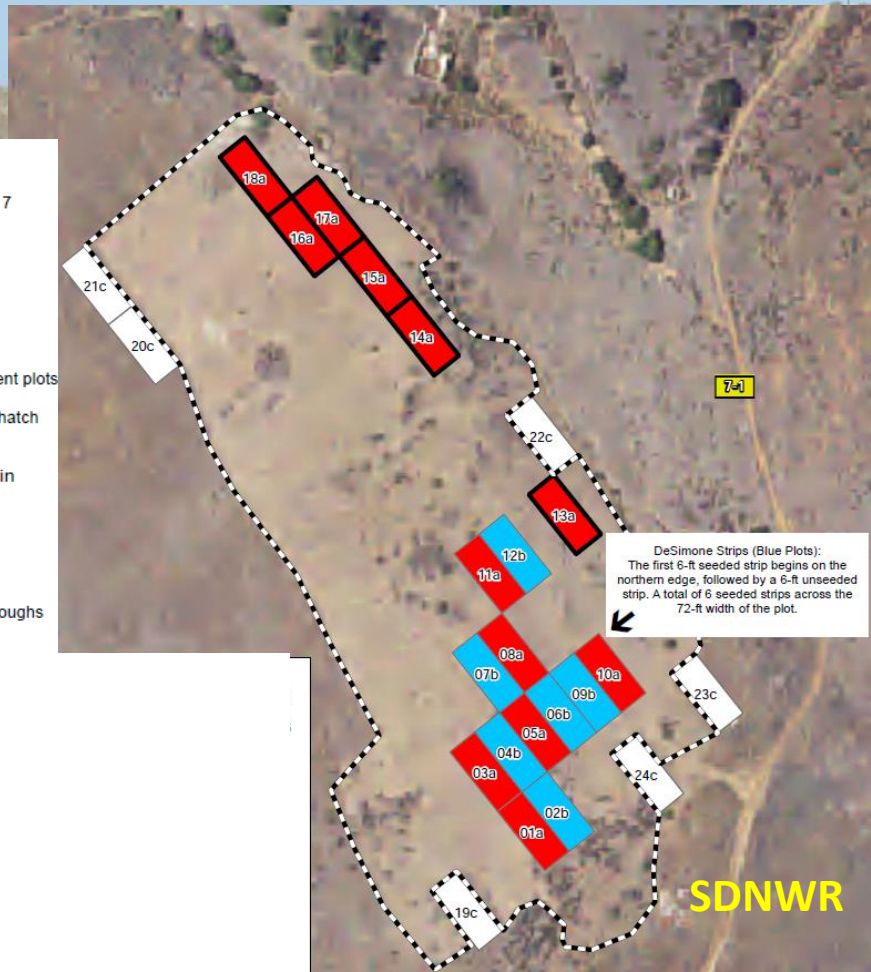 7
ent plots
hatch
in
oughs
18a
17a
16a
15a
14a
21c
20c
7-1
22c
13a
12b
11a
DeSimone Strips (Blue Plots):
The first 6-ft seeded strip begins on the
northern edge, followed by a 6-ft unseeded
strip. A total of 6 seeded strips across the
72-ft width of the plot.
08a
07b
10a
09b
06b
05a
04b
03a
02b
01a
23c
24c
19c
SDNWR